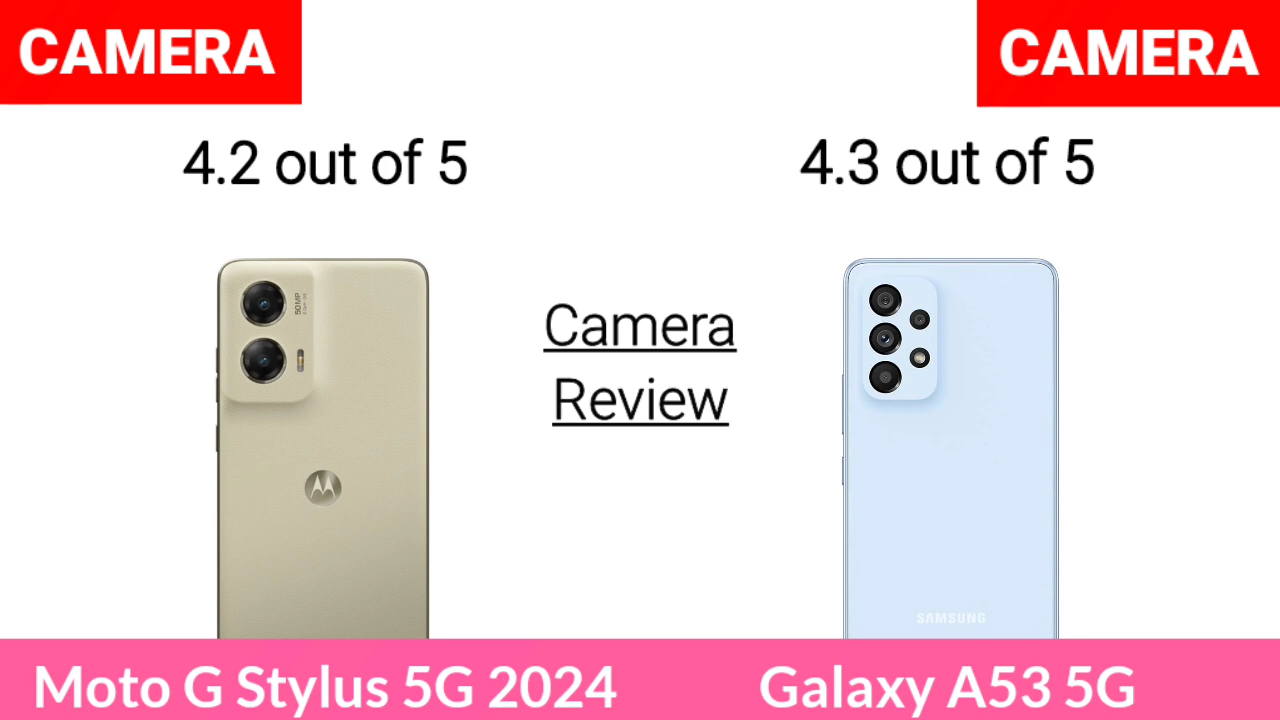 CAMERA
CAMERA
4.2 out of 5
4.3 out of 5
Camera
Review
50MP
SAMSUNG
Moto G Stylus 5G 2024
Galaxy A53 5G